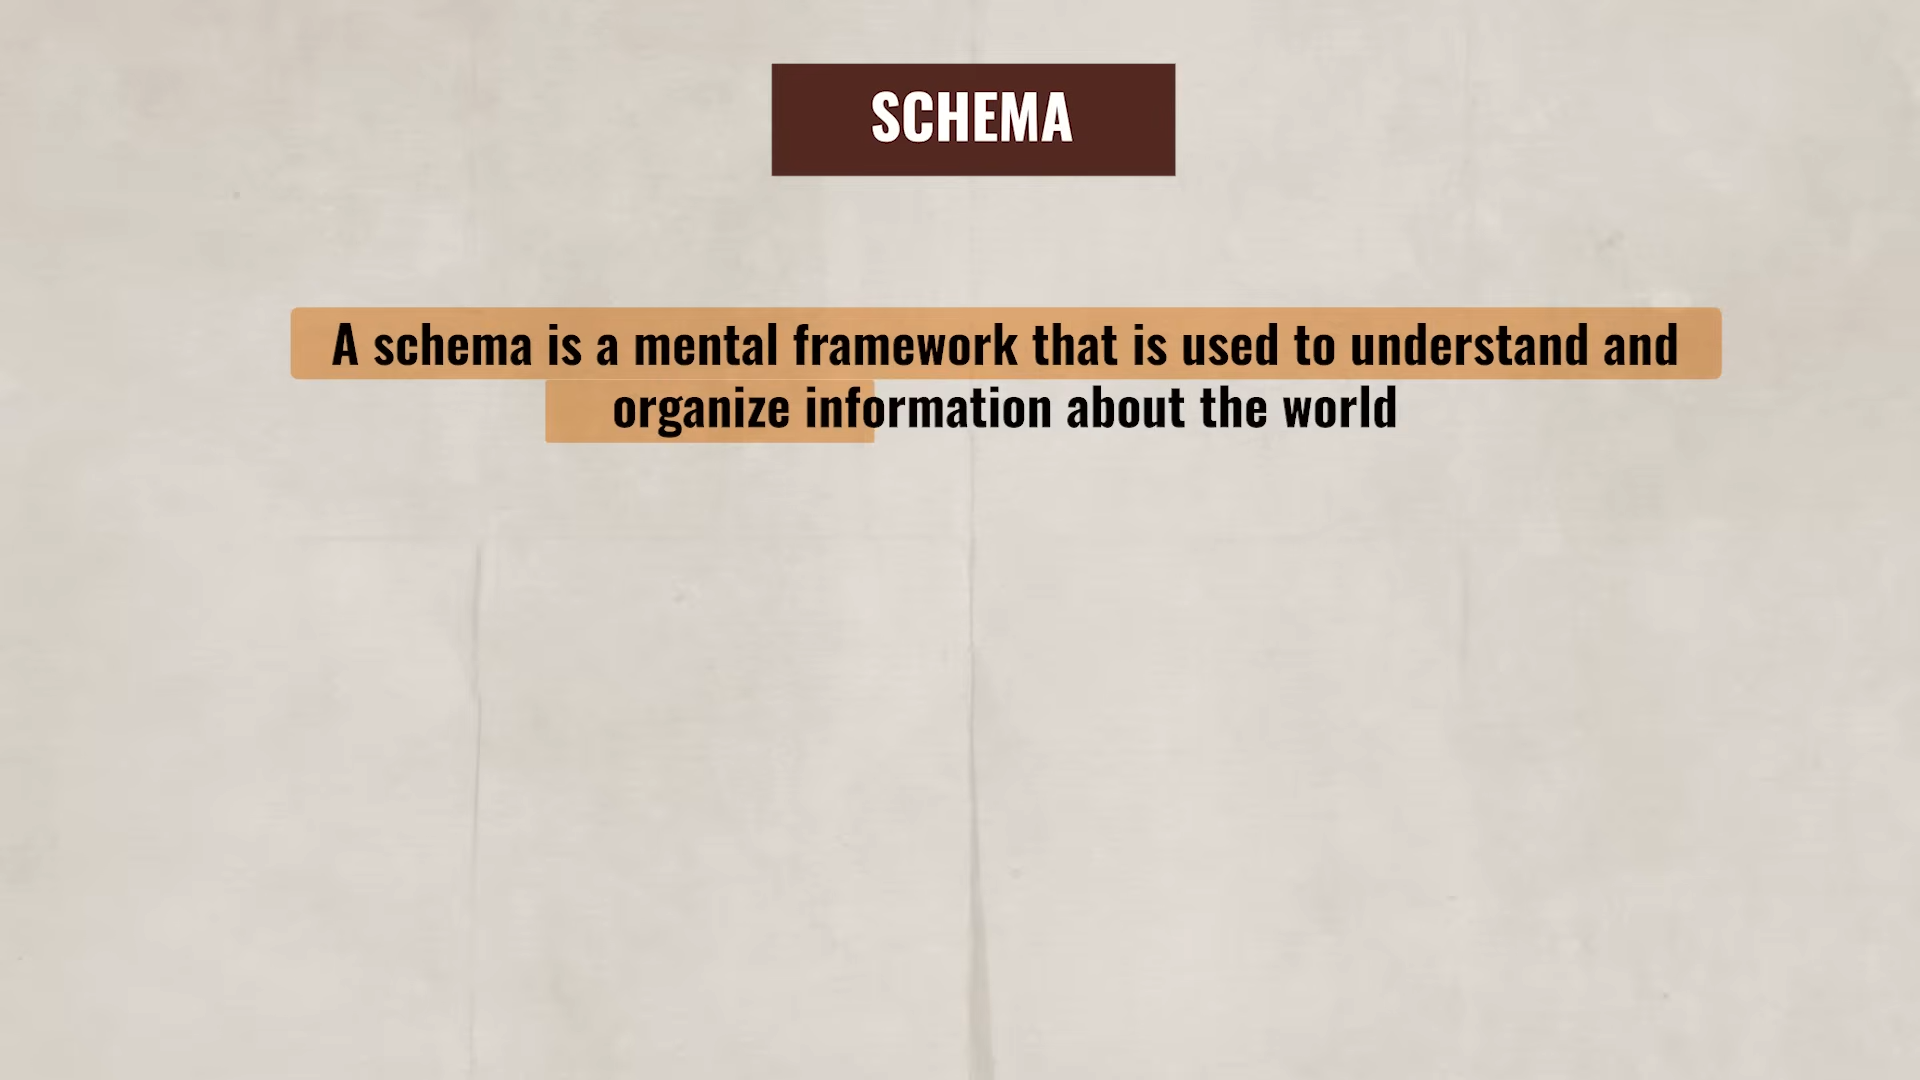 SCHEMA
A schema is a mental framework that is used to understand and
organize information about the world